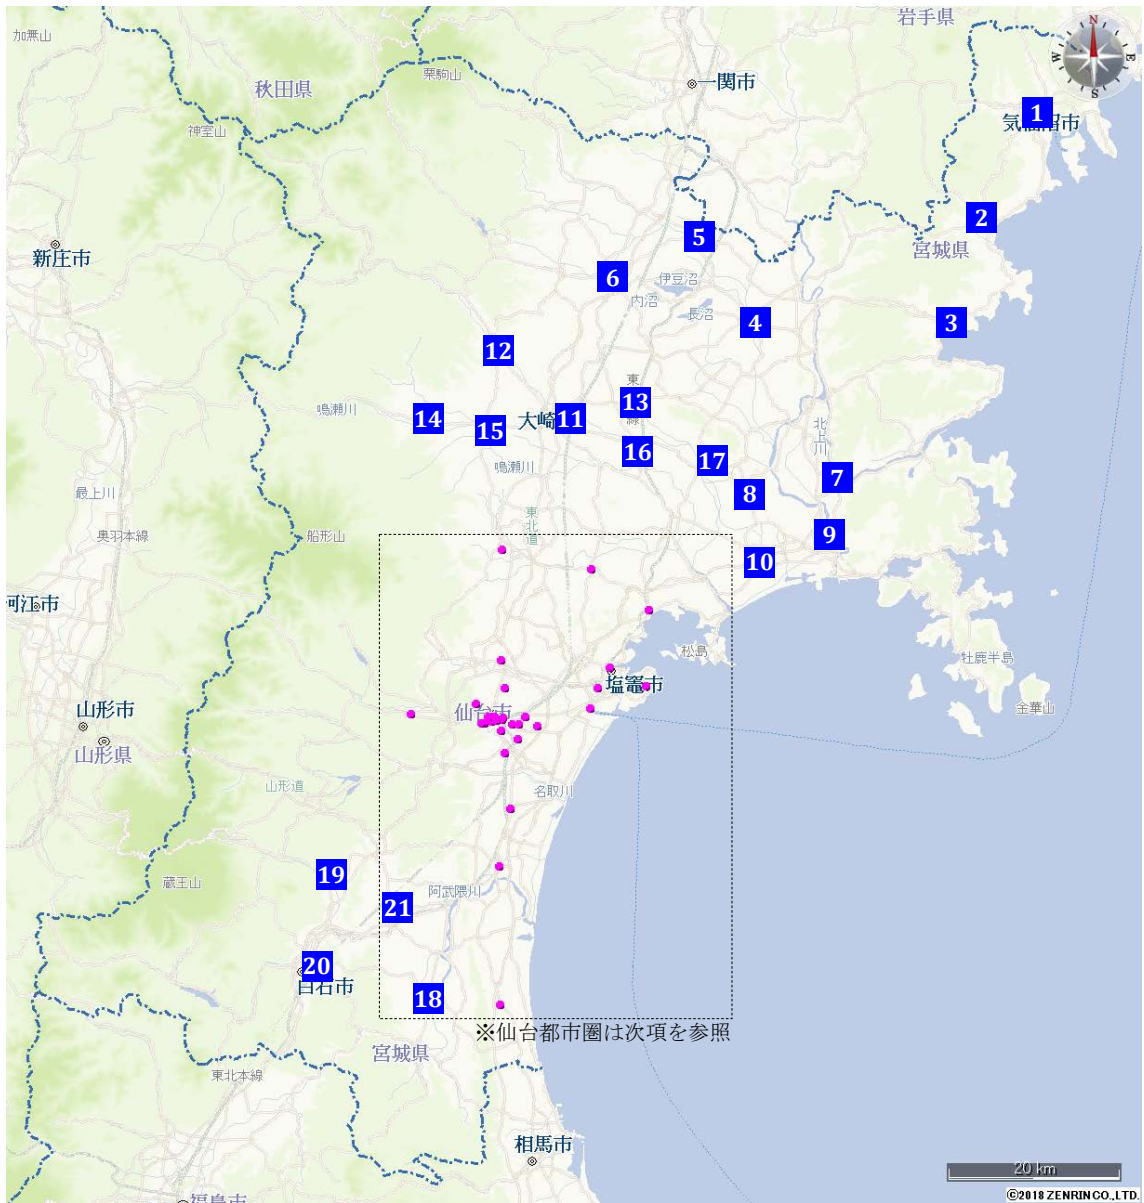 岩手県
加無山
N
W
E
S
栗駒山
一関市
秋田県
1
気仙沼市
神室山
2
5
宮城県
新庄市
6
伊豆沼
内沼
長沼
4
3
12
東
線
13
鳴瀬川
14
大崎
11
15
北上川
16
17
鳴瀬川
7
最上川
8
東北道
奥羽本線
船形山
9
10
河江市
松島
牡鹿半島
塩竈市
山形市
仙台市
金華山
山形県
山形道
名取川
19
蔵王山
阿武隈川
21
20
白石市
18
※仙台都市圏は次項を参照
宮城県
東北本線
相馬市
20 km
福島市
©2018 ZENRIN CO., LTD.